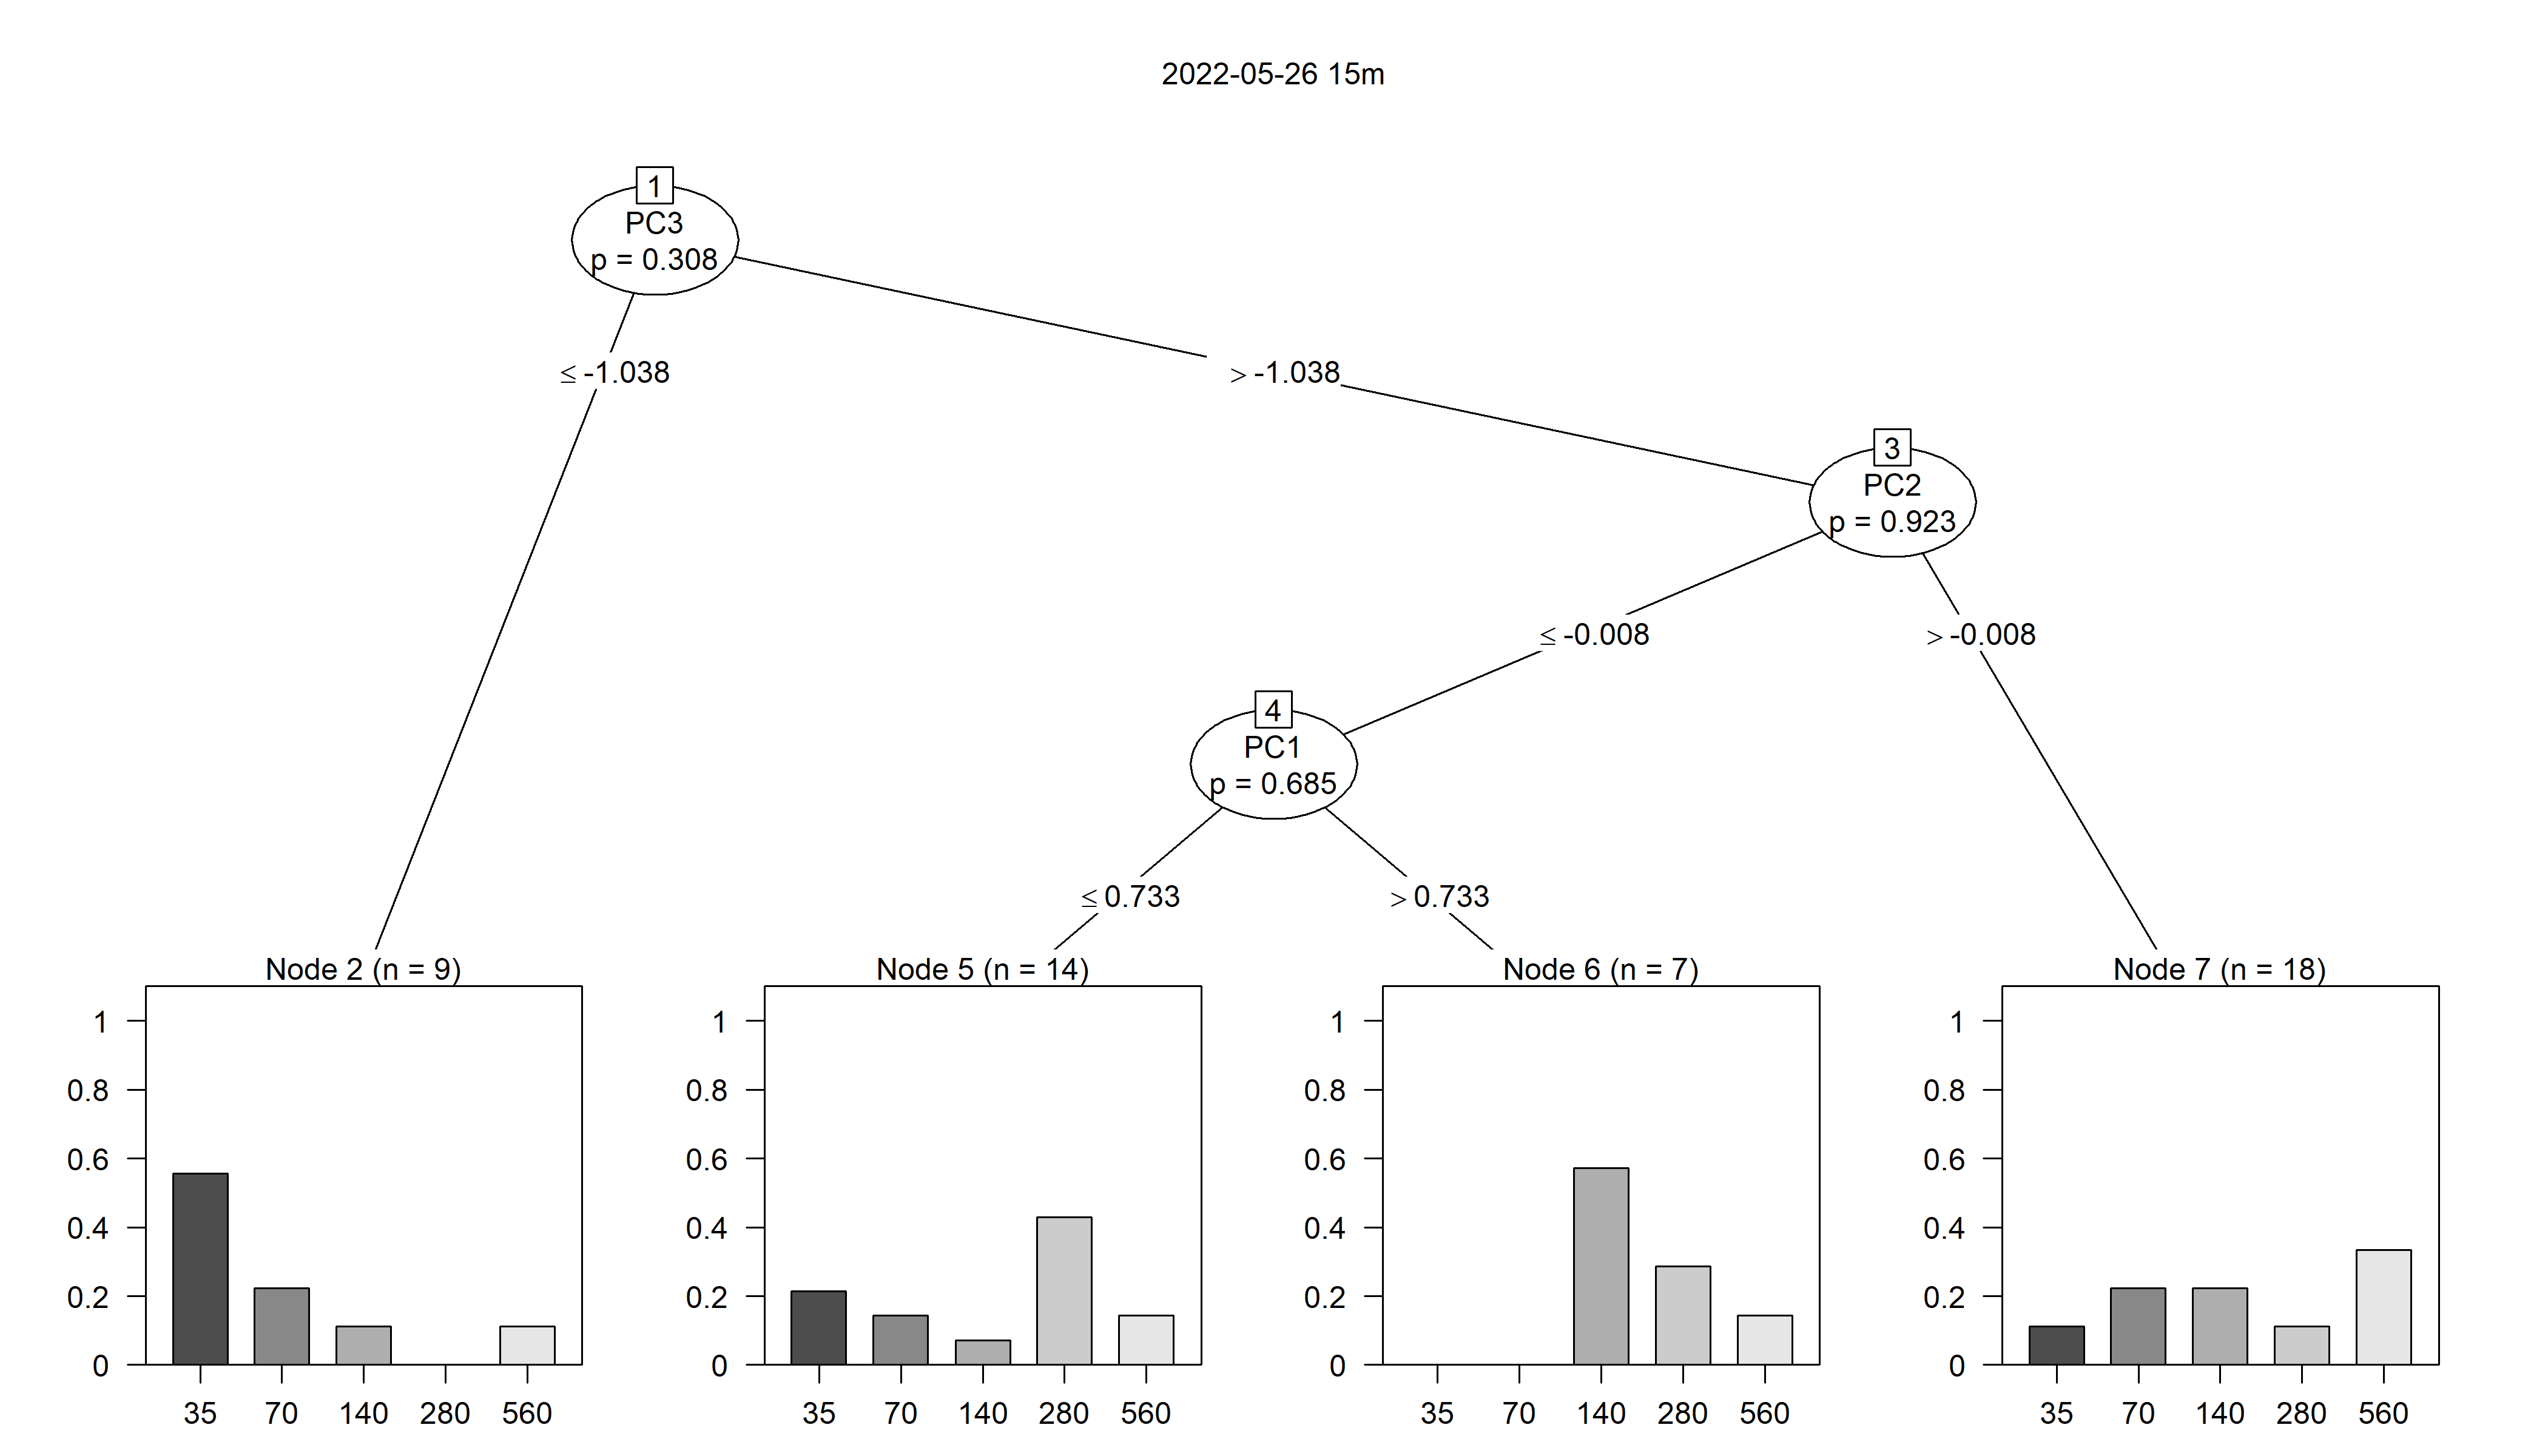 2022-05-26 15m
1
PC3
p = 0.308
≤ -1.038
> -1.038
3
PC2
p = 0.923
≤ -0.008
> -0.008
4
PC1
p = 0.685
≤ 0.733
> 0.733
Node 2 (n = 9)
1
0.8
0.6
0.4
0.2
0
35 70 140 280 560
Node 5 (n = 14)
1
0.8
0.6
0.4
0.2
0
35 70 140 280 560
Node 6 (n = 7)
1
0.8
0.6
0.4
0.2
0
35 70 140 280 560
Node 7 (n = 18)
1
0.8
0.6
0.4
0.2
0
35 70 140 280 560